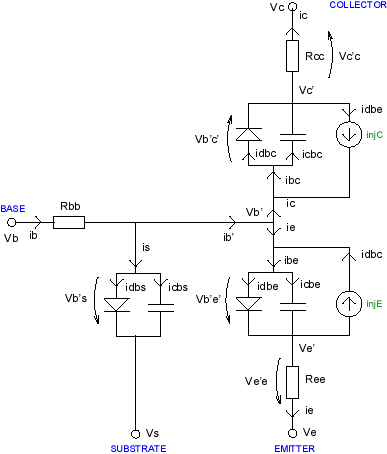 Vc COLLECTOR
ic
Rcc Vc'c
Vc'
idbe
Vb'c' injC
idbc icbc
ibc
ic
BASE Rbb Vb'
Vb ib ib' ie
is
ibe idbc
idbs icbs idbe icbe
Vb's Vb'e' injE
Ve'
Ve'e Ree
ie
Vs Ve
SUBSTRATE EMITTER